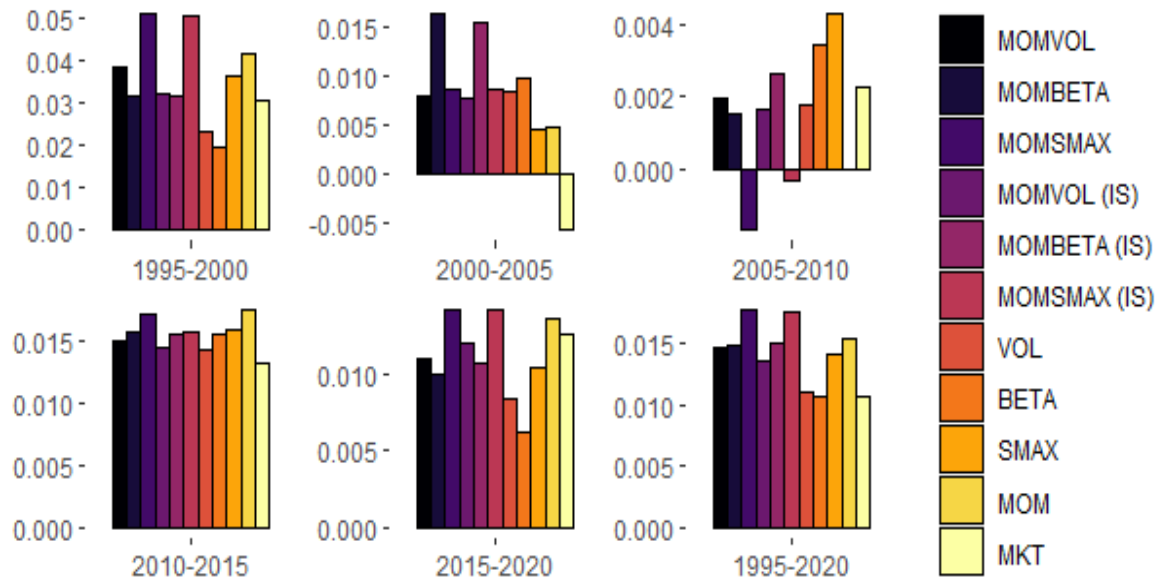 0.05
0.04
0.03
0.02
0.01
0.00
1995-2000
0.015
0.010
0.005
0.000
-0.005
2000-2005
0.004
0.002
0.000
2005-2010
0.015
0.010
0.005
0.000
2010-2015
0.010
0.005
0.000
2015-2020
0.015
0.010
0.005
0.000
1995-2020
MOMVOL
MOMBETA
MOMSMAX
MOMVOL (IS)
MOMBETA (IS)
MOMSMAX (IS)
VOL
BETA
SMAX
MOM
MKT